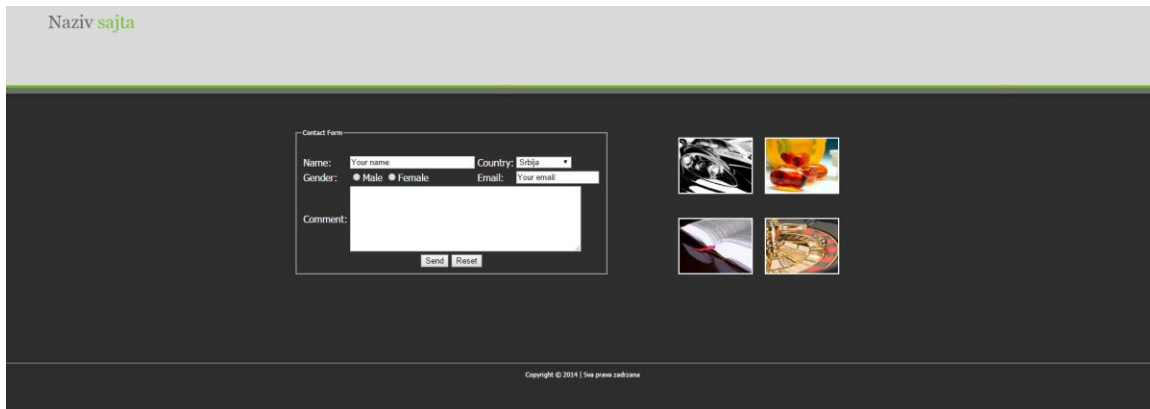 Naziv sajta
Contact Form
Name: Your name: Country: Srbija
Gender: Male Female Email: Your email:
Comment:
Send Reset
Copyright © 2014 | Sva prava zadrzana